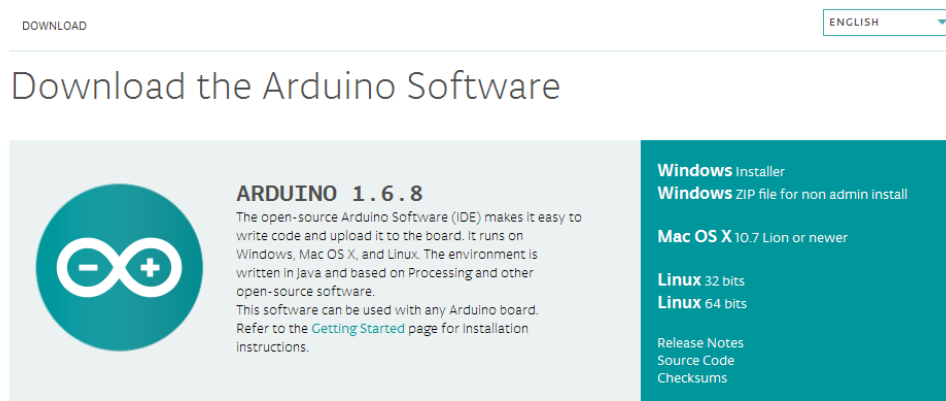 DOWNLOAD
ENGLISH
Download the Arduino Software
ARDUINO 1.6.8
The open-source Arduino Software (IDE) makes it easy to
write code and upload it to the board. It runs on
Windows, Mac OS X, and Linux. The environment is
written in Java and based on Processing and other
open-source software.
This software can be used with any Arduino board.
Refer to the Getting Started page for Installation
instructions.
Windows Installer
Windows ZIP file for non admin install
Mac OS X 10.7 Lion or newer
Linux 32 bits
Linux 64 bits
Release Notes
Source Code
Checksums